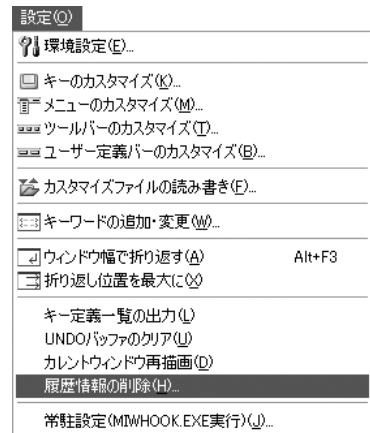 設定(O)
環境設定(E)...
キーのカスタマイズ(K)...
メニューのカスタマイズ(M)...
ツールバーのカスタマイズ(T)...
ユーザー定義バーのカスタマイズ(B)...
カスタマイズファイルの読み書き(F)...
キーワードの追加・変更(W)...
ウィンドウ幅で折り返す(A) Alt+F3
折り返し位置を最大に(X)
キー定義一覧の出力(L)
UNDOバッファのクリア(U)
カレントウィンドウ再描画(D)
履歴情報の削除(H)...
常駐設定(MIWHOOK.EXE実行)(J)...